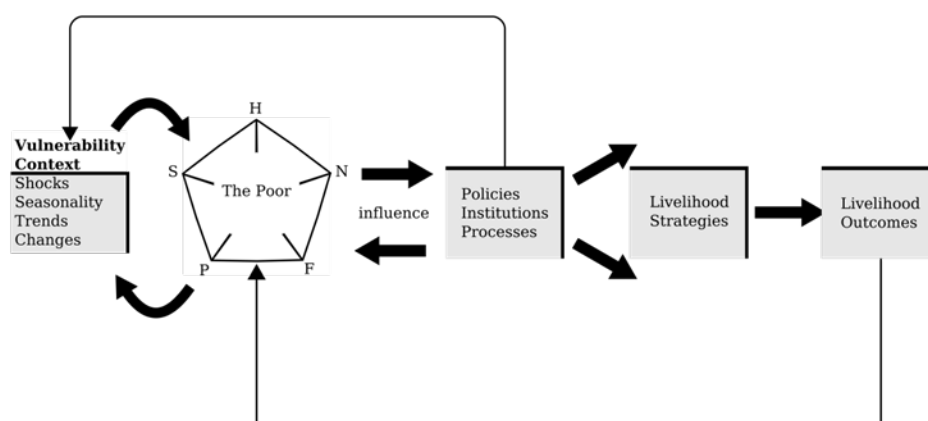 Vulnerability
Context
Shocks
Seasonality
Trends
Changes
H
S
N
The Poor
P
F
influence
Policies
Institutions
Processes
Livelihood
Strategies
Livelihood
Outcomes